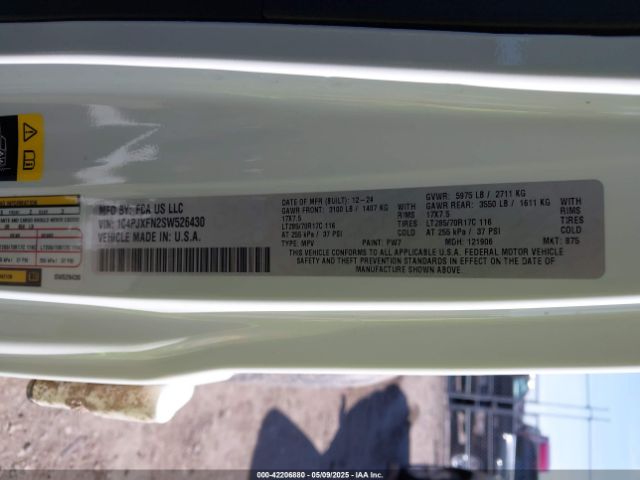 MFD BY: FCA US LLC
VIN: 1C4PJXFN2SW526430
VEHICLE MADE IN: U.S.A.
DATE OF MFR (BUILT): 12-24
GAWR FRONT: 3100 LB / 1407 KG
17X7.5 RIMS
LT285/70R17C 116 TIRES
COLD
AT 255 kPa / 37 PSI
GVWR: 5975 LB / 2711 KG
GAWR REAR: 3550 LB / 1611 KG
17X7.5 RIMS
LT285/70R17C 116 TIRES
COLD
AT 255 kPa / 37 PSI
TYPE: MPV PAINT: PW7 MDH: 121906 MKT: B75
THIS VEHICLE CONFORMS TO ALL APPLICABLE U.S.A. FEDERAL MOTOR VEHICLE
SAFETY AND THEFT PREVENTION STANDARDS IN EFFECT ON THE DATE OF
MANUFACTURE SHOWN ABOVE.
SW526430
000-42206880 - 05/09/2025 - IAA, Inc.